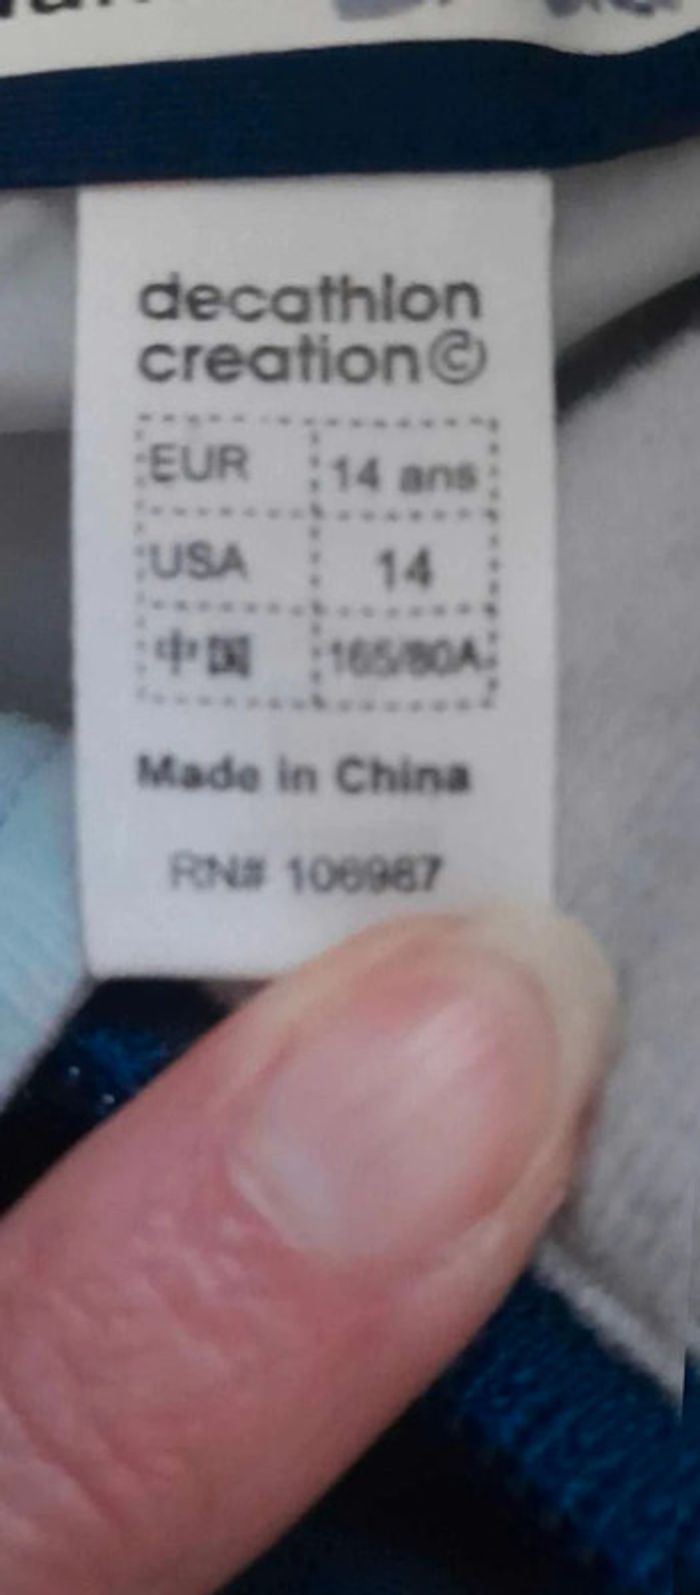 decathlon
creation©
EUR 14 ans
USA 14
中国 165/80A
Made in China
RN# 106987